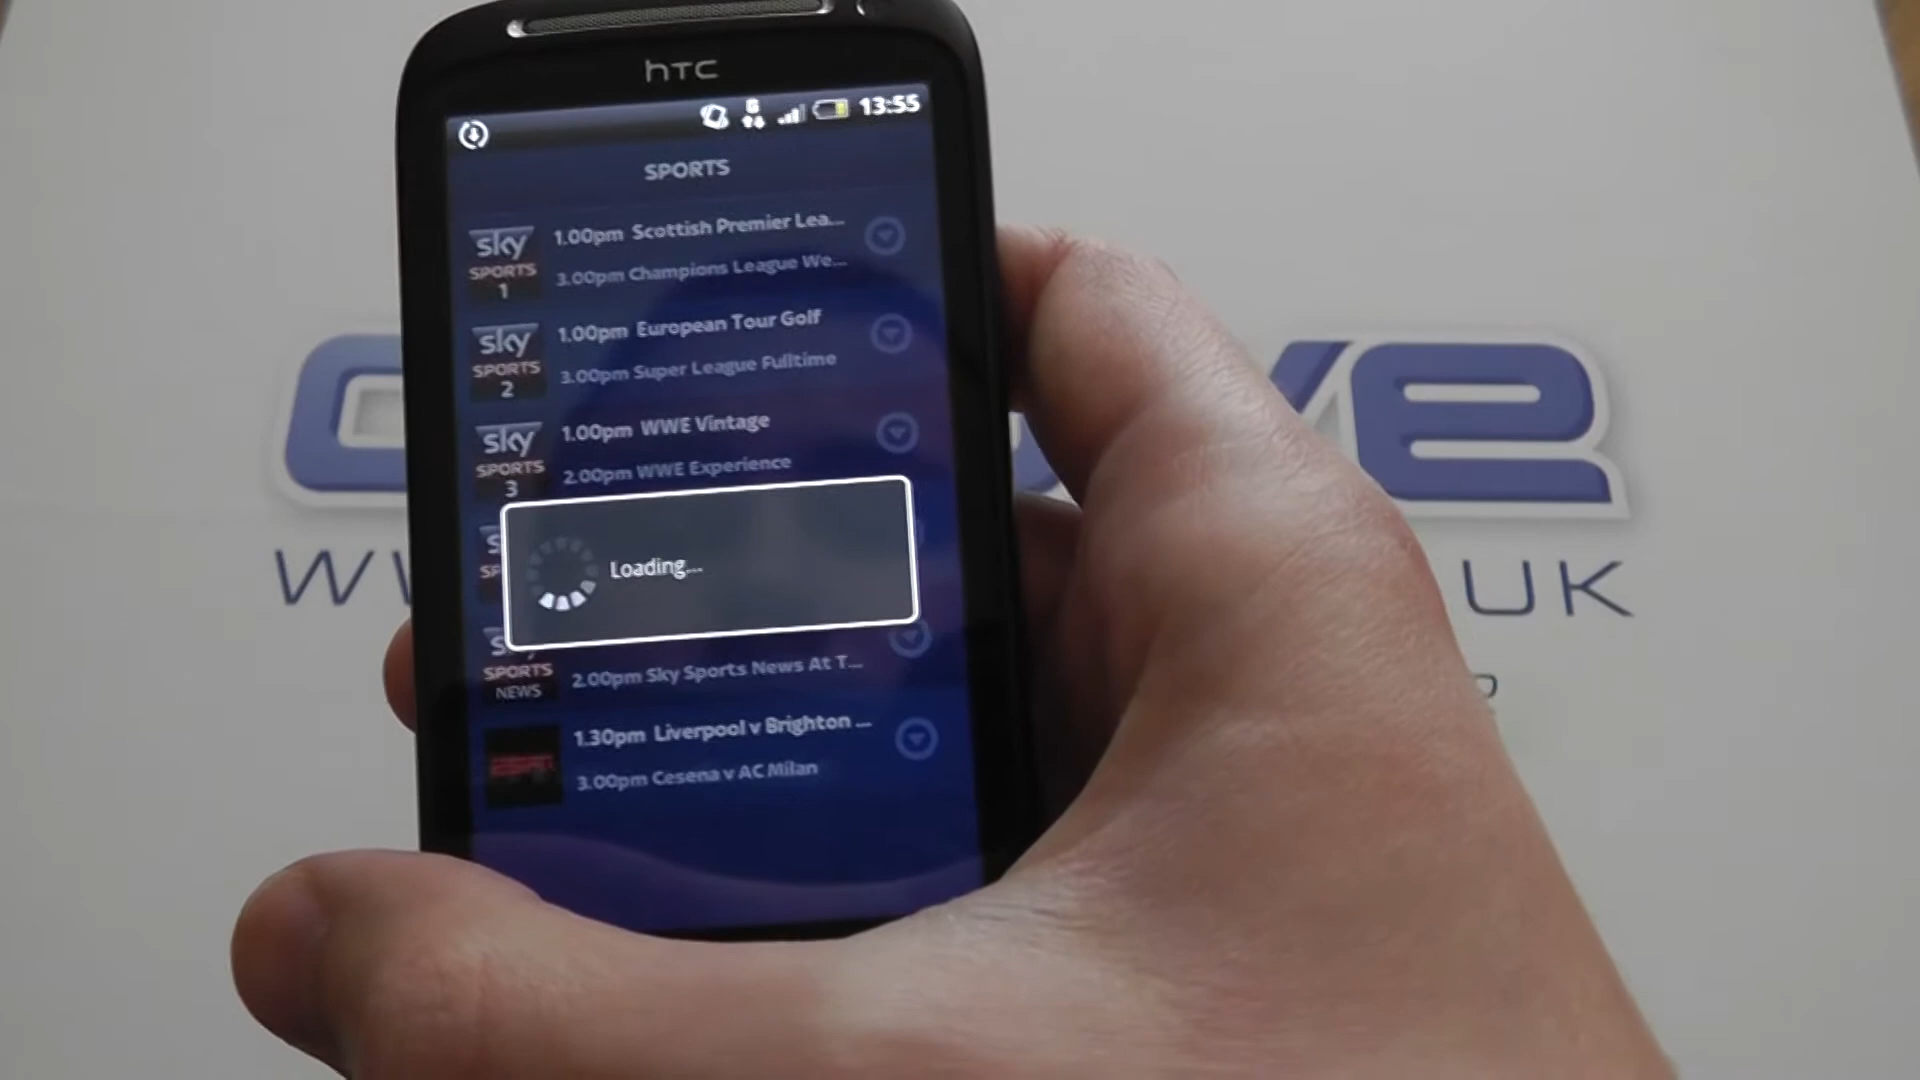 hTC
13:55
SPORTS
sky
SPORTS
1
1.00pm Scottish Premier Lea...
3.00pm Champions League We...
sky
SPORTS
2
1.00pm European Tour Golf
3.00pm Super League Fulltime
sky
SPORTS
3
1.00pm WWE Vintage
2.00pm WWE Experience
Loading...
SPORTS
NEWS
2.00pm Sky Sports News At T...
1.30pm Liverpool v Brighton ...
3.00pm Cesena v AC Milan
UK